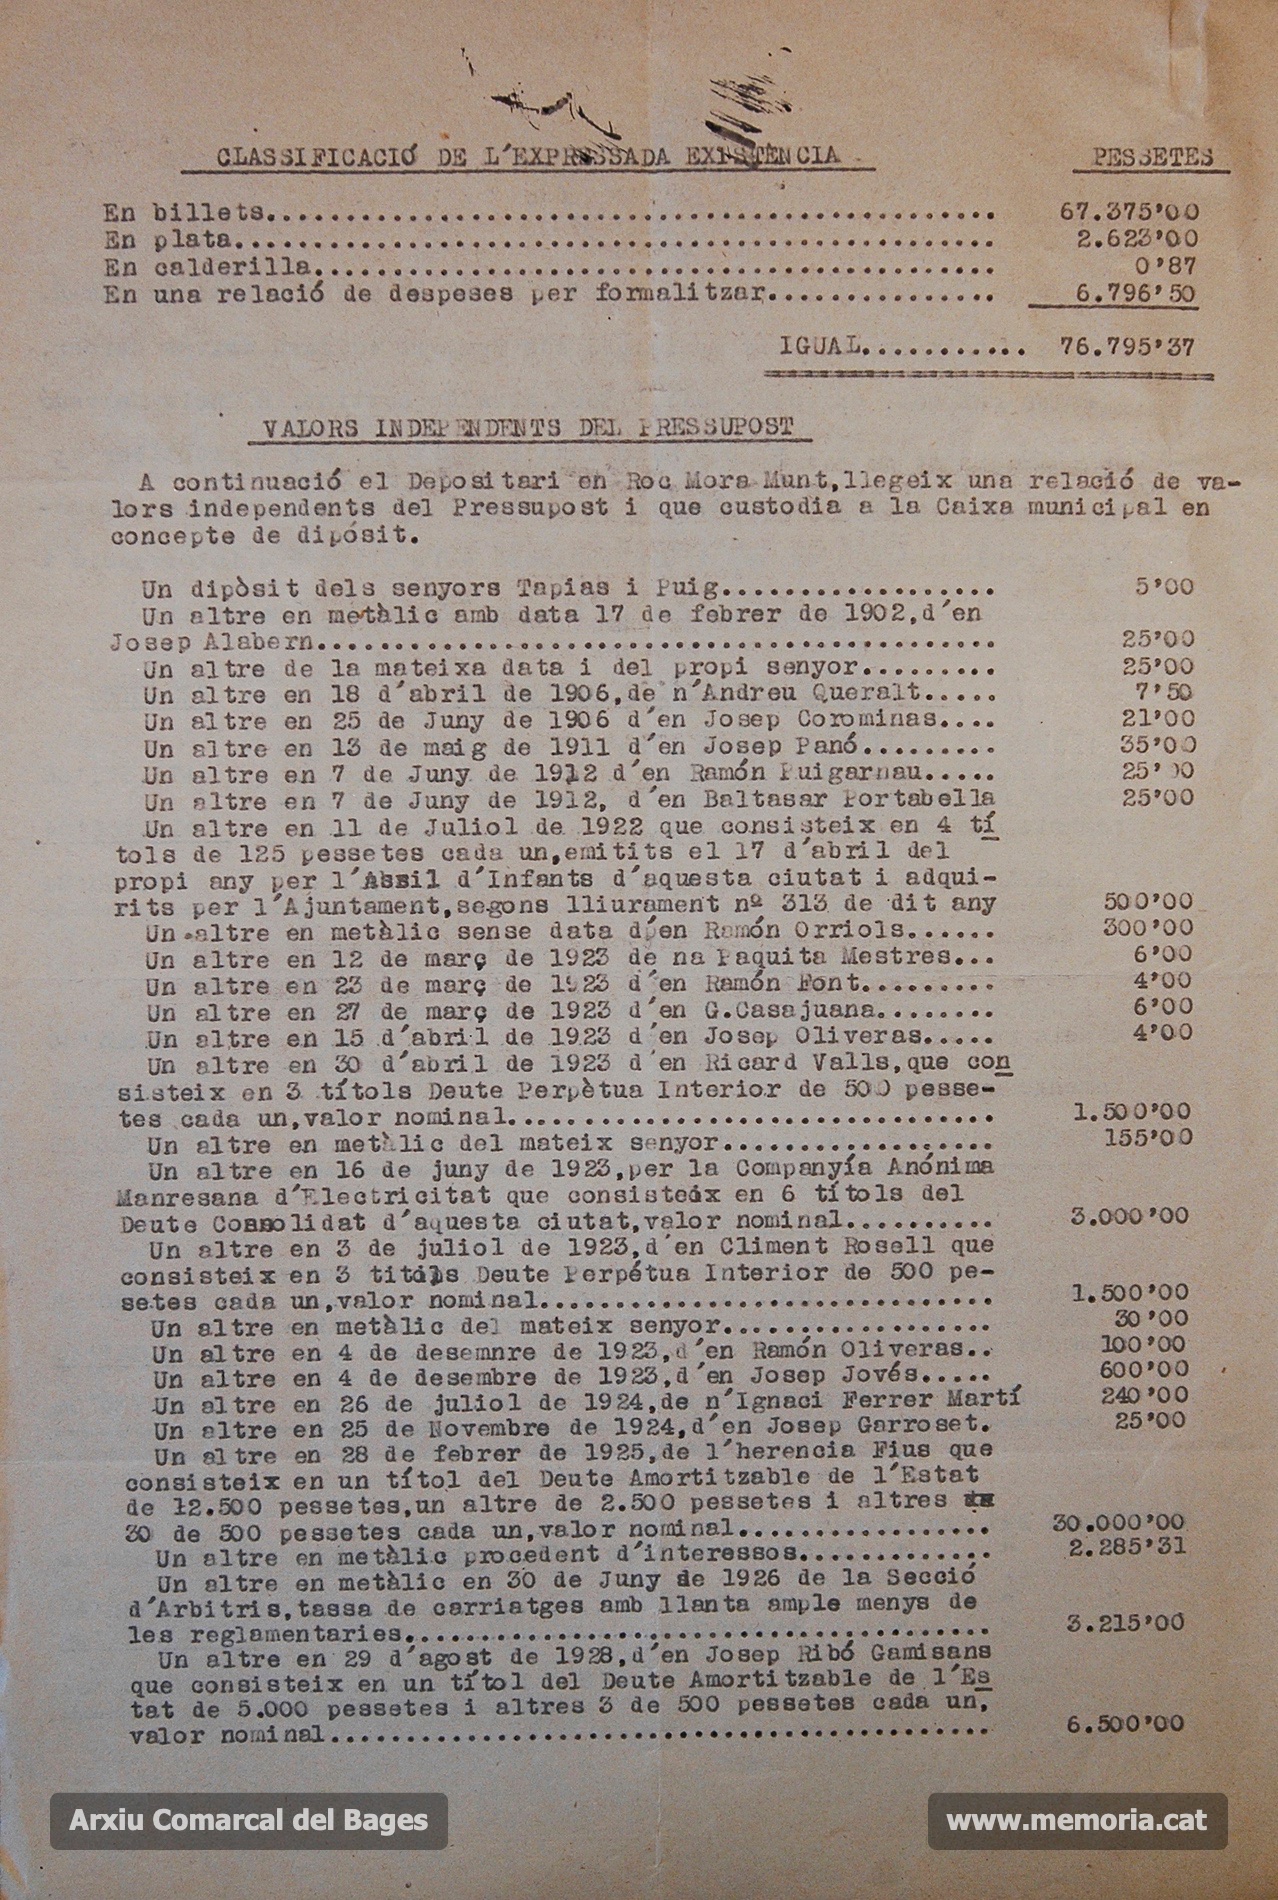 CLASSIFICACIÓ DE L'EXPRESSADA EXISTÈNCIA PESSETES
En billets.............................................. 67.375'00
En plata................................................ 2.623'00
En calderilla........................................... 0'87
En una relació de despeses per formalitzar............... 6.796'50
IGUAL........... 76.795'37
VALORS INDEPENDENTS DEL PRESSUPOST
A continuació el Depositari en Roc Mora Munt,llegeix una relació de va-
lors independents del Pressupost i que custodia a la Caixa municipal en
concepte de dipósit.
Un dipòsit dels senyors Tapias i Puig.................. 5'00
Un altre en metàlic amb data 17 de febrer de 1902,d'en
Josep Alabern........................................... 25'00
Un altre de la mateixa data i del propi senyor......... 25'00
Un altre en 18 d'abril de 1906,de n'Andreu Queralt..... 7'50
Un altre en 25 de Juny de 1906 d'en Josep Corominas.... 21'00
Un altre en 13 de maig de 1911 d'en Josep Panó......... 35'00
Un altre en 7 de Juny de 1912 d'en Ramón Puigarnau..... 25'00
Un altre en 7 de Juny de 1912, d'en Baltasar Portabella 25'00
Un altre en 11 de Juliol de 1922 que consisteix en 4 tí
tols de 125 pessetes cada un,emitits el 17 d'abril del
propi any per l'Assil d'Infants d'aquesta ciutat i adqui-
rits per l'Ajuntament,segons lliurament nº 313 de dit any 500'00
Un altre en metàlic sense data d'en Ramón Orriols...... 300'00
Un altre en 12 de març de 1923 de na Paquita Mestres... 6'00
Un altre en 23 de març de 1923 d'en Ramón Font......... 4'00
Un altre en 27 de març de 1923 d'en G.Casajuana........ 6'00
Un altre en 15 d'abril de 1923 d'en Josep Oliveras..... 4'00
Un altre en 30 d'abril de 1923 d'en Ricard Valls,que con
sisteix en 3 títols Deute Perpètua Interior de 500 pesse-
tes cada un,valor nominal............................... 1.500'00
Un altre en metàlic del mateix senyor.................. 155'00
Un altre en 16 de juny de 1923,per la Companyía Anónima
Manresana d'Electricitat que consisteix en 6 títols del
Deute Consolidat d'aquesta ciutat,valor nominal.......... 3.000'00
Un altre en 3 de juliol de 1923,d'en Climent Rosell que
consisteix en 3 titols Deute Perpétua Interior de 500 pe-
setes cada un,valor nominal............................. 1.500'00
Un altre en metàlic del mateix senyor.................. 30'00
Un altre en 4 de desemnre de 1923,d'en Ramón Oliveras.. 100'00
Un altre en 4 de desembre de 1923,d'en Josep Jovés..... 600'00
Un altre en 26 de juliol de 1924,de n'Ignaci Ferrer Martí 240'00
Un altre en 25 de Novembre de 1924,d'en Josep Garroset. 25'00
Un altre en 28 de febrer de 1925,de l'herencia Fius que
consisteix en un títol del Deute Amortitzable de l'Estat
de 12.500 pessetes,un altre de 2.500 pessetes i altres
30 de 500 pessetes cada un,valor nominal................ 30.000'00
Un altre en metàlic procedent d'interessos............. 2.285'31
Un altre en metàlic en 30 de Juny de 1926 de la Secció
d'Arbitris,tassa de carriatges amb llanta ample menys de
les reglamentaries...................................... 3.215'00
Un altre en 29 d'agost de 1928,d'en Josep Ribó Gamisans
que consisteix en un títol del Deute Amortitzable de l'Es
tat de 5.000 pessetes i altres 3 de 500 pessetes cada un,
valor nominal........................................... 6.500'00
Arxiu Comarcal del Bages www.memoria.cat